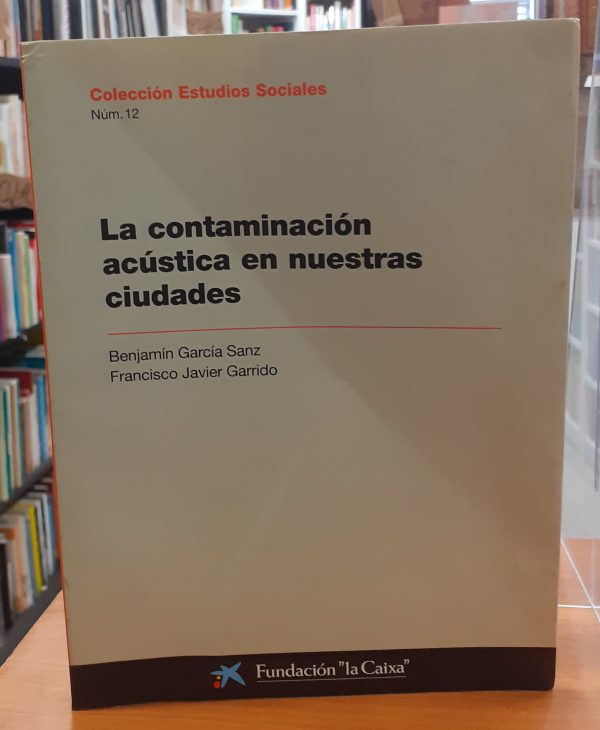 Colección Estudios Sociales
Núm. 12
La contaminación
acústica en nuestras
ciudades
Benjamín García Sanz
Francisco Javier Garrido
Fundación "la Caixa"